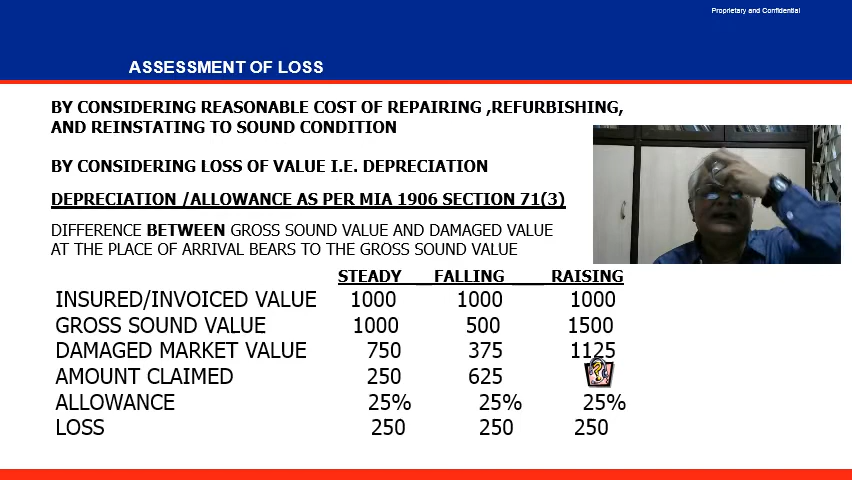 Proprietary and Confidential
ASSESSMENT OF LOSS
BY CONSIDERING REASONABLE COST OF REPAIRING ,REFURBISHING,
AND REINSTATING TO SOUND CONDITION
BY CONSIDERING LOSS OF VALUE I.E. DEPRECIATION
DEPRECIATION /ALLOWANCE AS PER MIA 1906 SECTION 71(3)
DIFFERENCE BETWEEN GROSS SOUND VALUE AND DAMAGED VALUE
AT THE PLACE OF ARRIVAL BEARS TO THE GROSS SOUND VALUE
STEADY FALLING RAISING
INSURED/INVOICED VALUE 1000 1000 1000
GROSS SOUND VALUE 1000 500 1500
DAMAGED MARKET VALUE 750 375 1125
AMOUNT CLAIMED 250 625 ?
ALLOWANCE 25% 25% 25%
LOSS 250 250 250